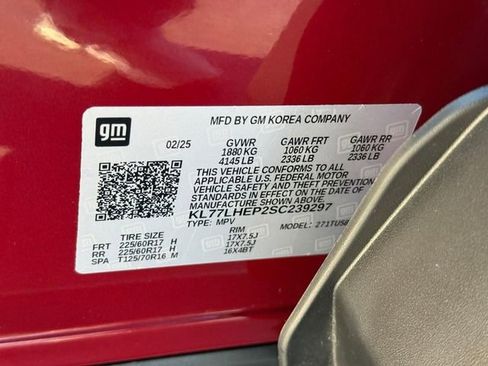 gm
MFD BY GM KOREA COMPANY
02/25 GVWR GAWR FRT GAWR RR
1880 KG 1060 KG 1060 KG
4145 LB 2336 LB 2336 LB
THIS VEHICLE CONFORMS TO ALL
APPLICABLE U.S. FEDERAL MOTOR
VEHICLE SAFETY AND THEFT PREVENTION
STANDARDS IN EFFECT ON THE DATE OF
MANUFACTURE SHOWN ABOVE.
KL77LHEP2SC239297
TYPE: MPV MODEL:
TIRE SIZE RIM
FRT 225/60R17 H 17X7.5J
RR 225/60R17 H 17X7.5J
SPA T125/70R16 M 16X4BT